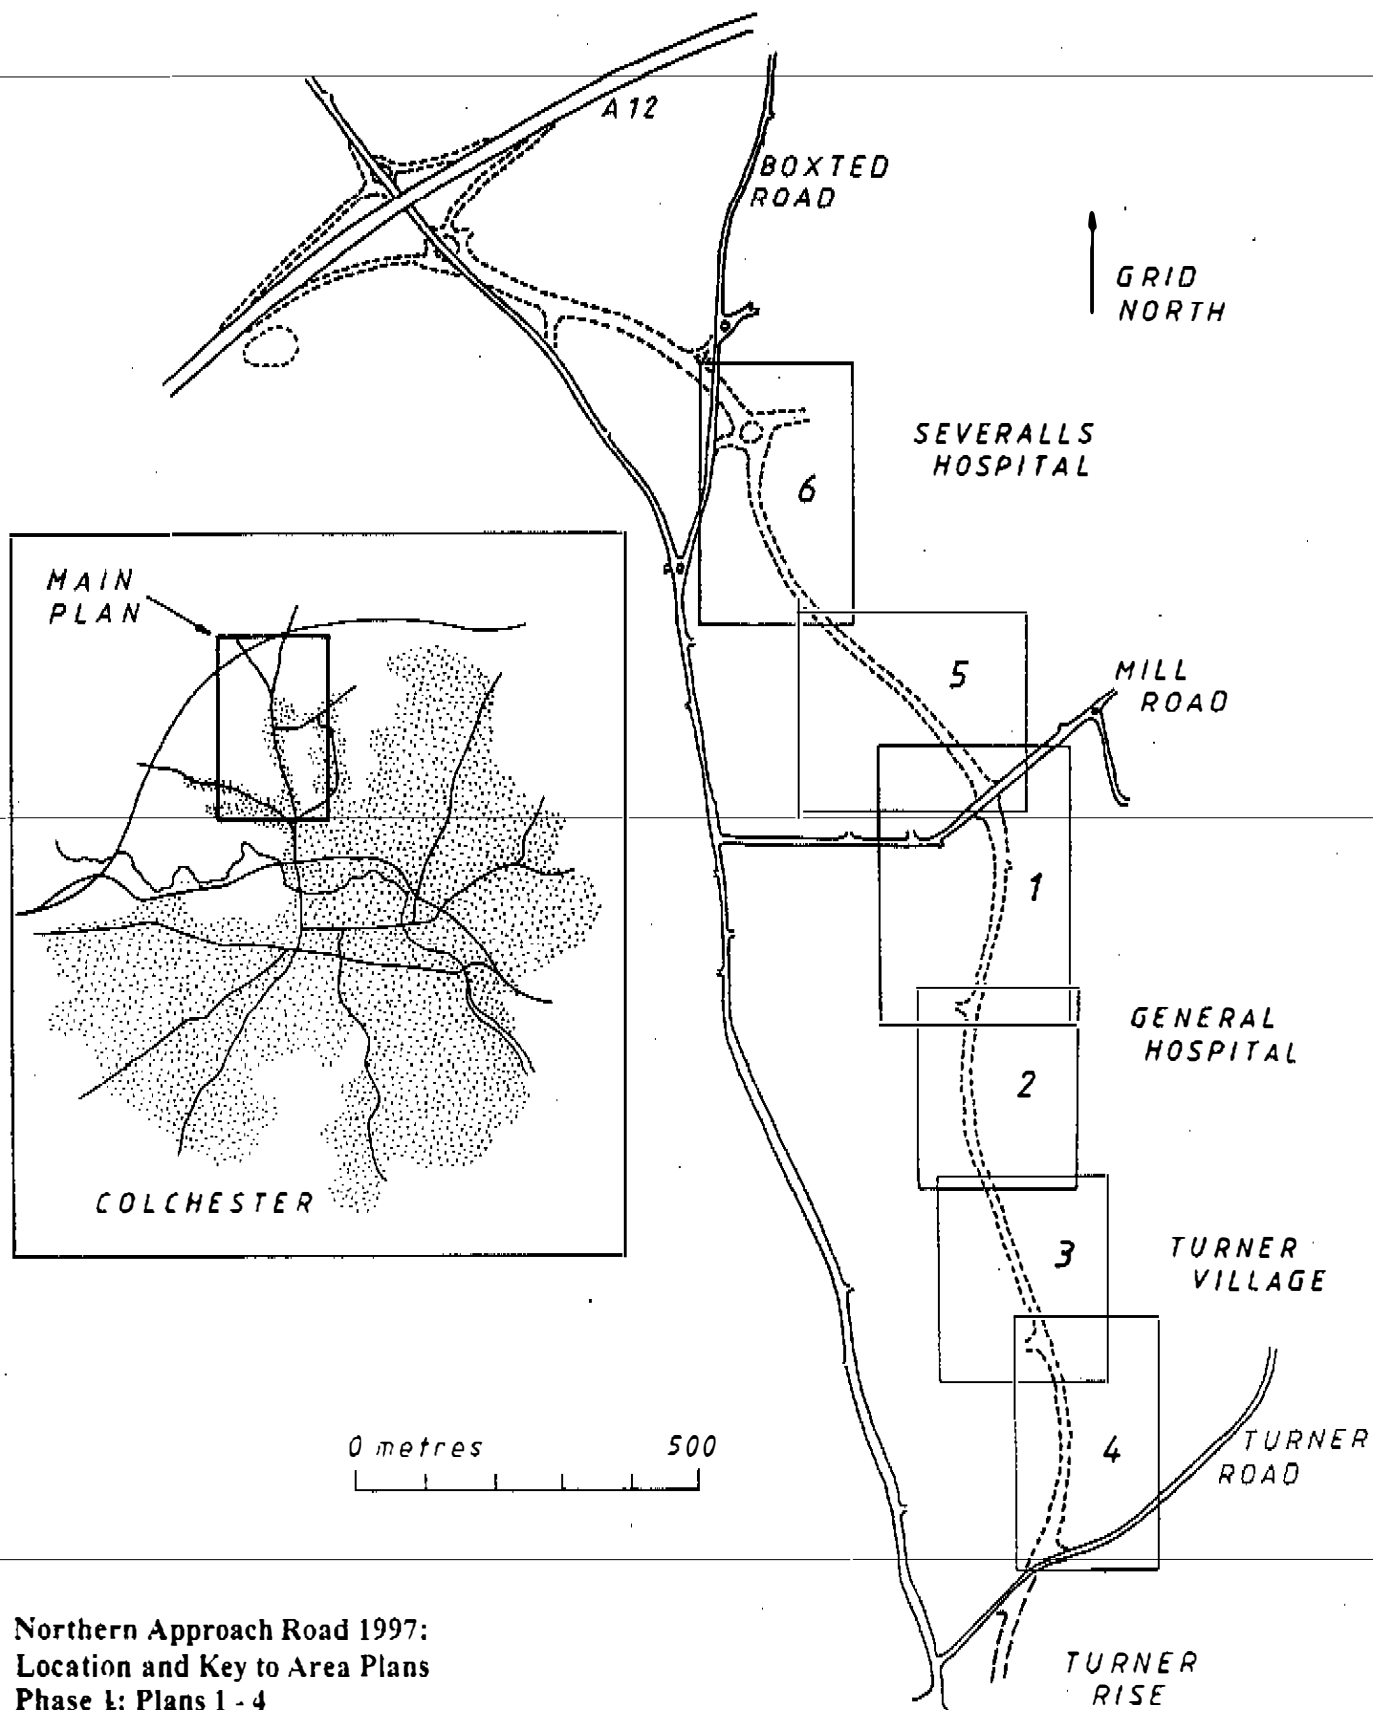 A12
BOXTED
ROAD
GRID
NORTH
SEVERALLS
HOSPITAL
6
MAIN
PLAN
5
MILL
ROAD
1
GENERAL
HOSPITAL
2
COLCHESTER
3
TURNER
VILLAGE
0 metres 500
4
TURNER
ROAD
TURNER
RISE
Northern Approach Road 1997:
Location and Key to Area Plans
Phase 1: Plans 1 - 4